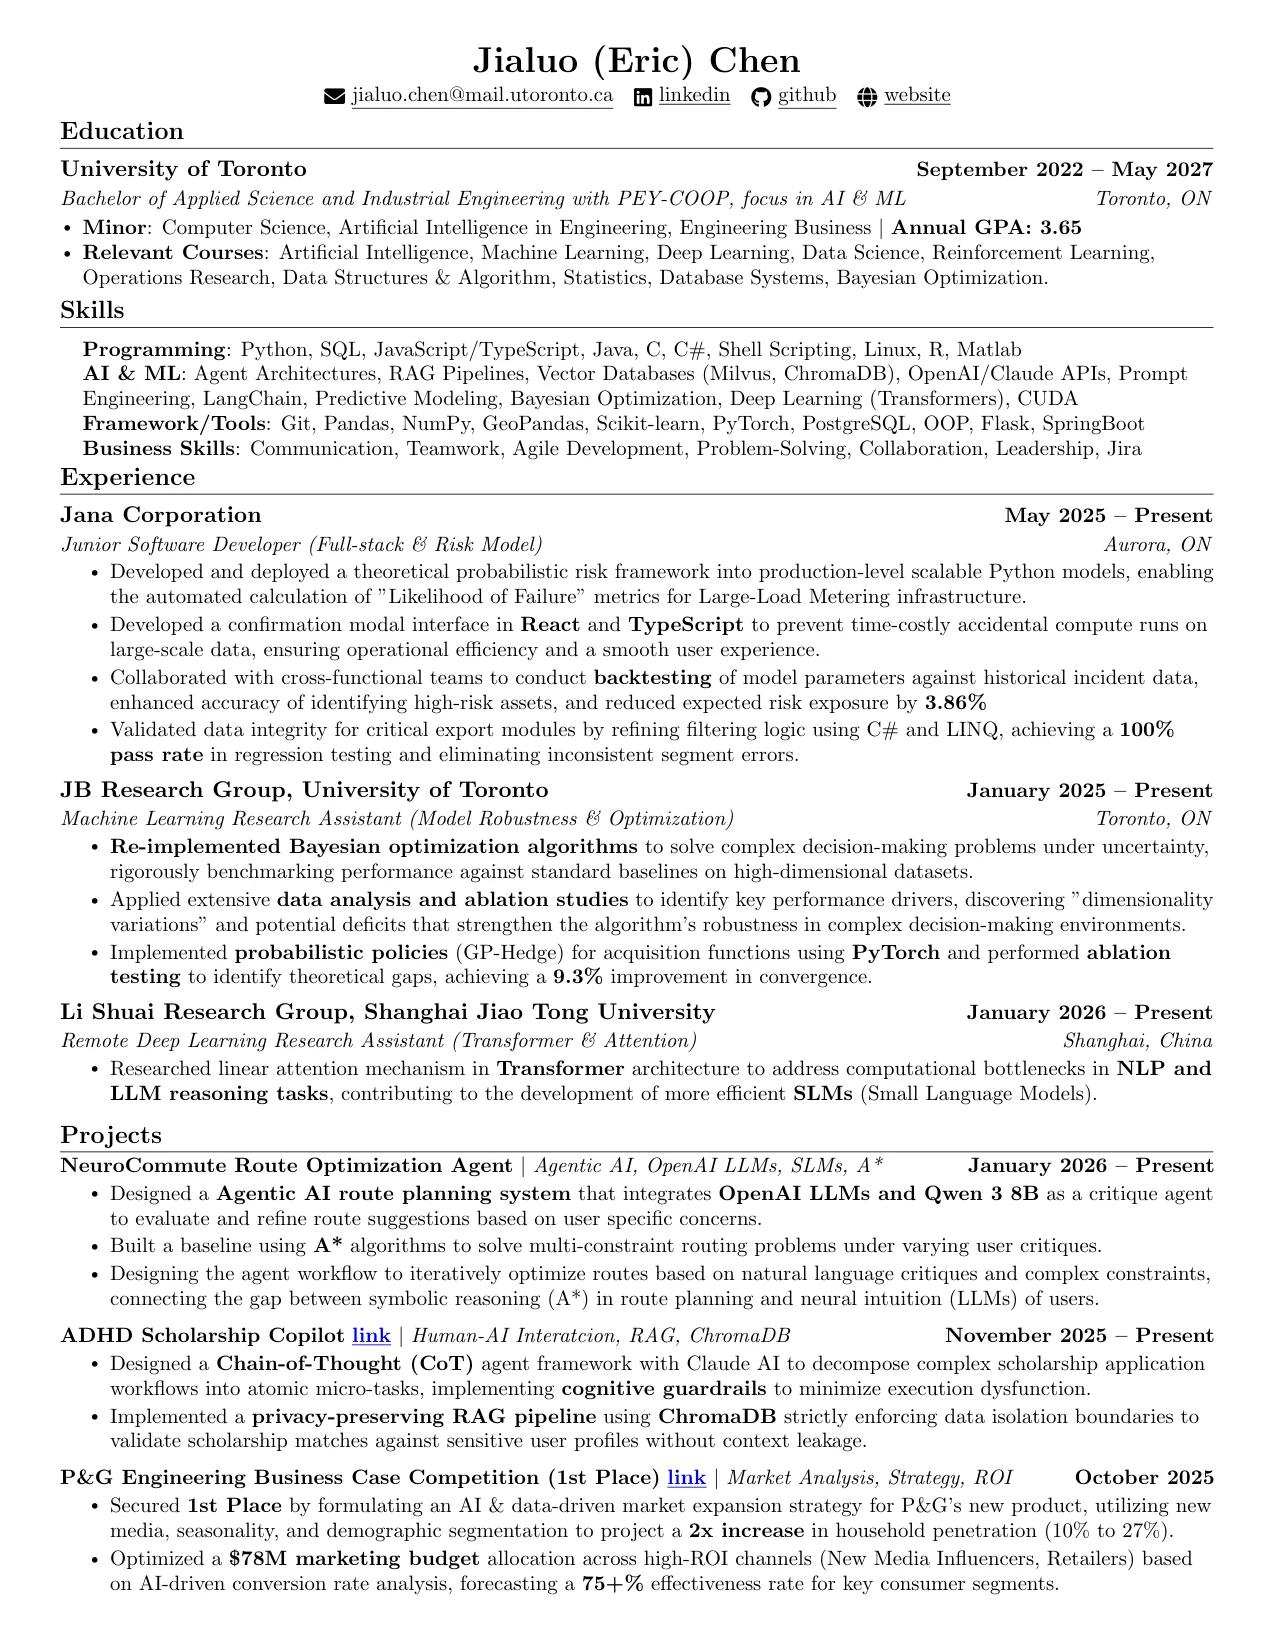 Jialuo (Eric) Chen
jialuo.chen@mail.utoronto.ca linkedin github website
Education
University of Toronto September 2022 – May 2027
Bachelor of Applied Science and Industrial Engineering with PEY-COOP, focus in AI & ML Toronto, ON
• Minor: Computer Science, Artificial Intelligence in Engineering, Engineering Business | Annual GPA: 3.65
• Relevant Courses: Artificial Intelligence, Machine Learning, Deep Learning, Data Science, Reinforcement Learning,
Operations Research, Data Structures & Algorithm, Statistics, Database Systems, Bayesian Optimization.
Skills
Programming: Python, SQL, JavaScript/TypeScript, Java, C, C#, Shell Scripting, Linux, R, Matlab
AI & ML: Agent Architectures, RAG Pipelines, Vector Databases (Milvus, ChromaDB), OpenAI/Claude APIs, Prompt
Engineering, LangChain, Predictive Modeling, Bayesian Optimization, Deep Learning (Transformers), CUDA
Framework/Tools: Git, Pandas, NumPy, GeoPandas, Scikit-learn, PyTorch, PostgreSQL, OOP, Flask, SpringBoot
Business Skills: Communication, Teamwork, Agile Development, Problem-Solving, Collaboration, Leadership, Jira
Experience
Jana Corporation May 2025 – Present
Junior Software Developer (Full-stack & Risk Model) Aurora, ON
• Developed and deployed a theoretical probabilistic risk framework into production-level scalable Python models, enabling
the automated calculation of ”Likelihood of Failure” metrics for Large-Load Metering infrastructure.
• Developed a confirmation modal interface in React and TypeScript to prevent time-costly accidental compute runs on
large-scale data, ensuring operational efficiency and a smooth user experience.
• Collaborated with cross-functional teams to conduct backtesting of model parameters against historical incident data,
enhanced accuracy of identifying high-risk assets, and reduced expected risk exposure by 3.86%
• Validated data integrity for critical export modules by refining filtering logic using C# and LINQ, achieving a 100%
pass rate in regression testing and eliminating inconsistent segment errors.
JB Research Group, University of Toronto January 2025 – Present
Machine Learning Research Assistant (Model Robustness & Optimization) Toronto, ON
• Re-implemented Bayesian optimization algorithms to solve complex decision-making problems under uncertainty,
rigorously benchmarking performance against standard baselines on high-dimensional datasets.
• Applied extensive data analysis and ablation studies to identify key performance drivers, discovering ”dimensionality
variations” and potential deficits that strengthen the algorithm’s robustness in complex decision-making environments.
• Implemented probabilistic policies (GP-Hedge) for acquisition functions using PyTorch and performed ablation
testing to identify theoretical gaps, achieving a 9.3% improvement in convergence.
Li Shuai Research Group, Shanghai Jiao Tong University January 2026 – Present
Remote Deep Learning Research Assistant (Transformer & Attention) Shanghai, China
• Researched linear attention mechanism in Transformer architecture to address computational bottlenecks in NLP and
LLM reasoning tasks, contributing to the development of more efficient SLMs (Small Language Models).
Projects
NeuroCommute Route Optimization Agent | Agentic AI, OpenAI LLMs, SLMs, A* January 2026 – Present
• Designed a Agentic AI route planning system that integrates OpenAI LLMs and Qwen 3 8B as a critique agent
to evaluate and refine route suggestions based on user specific concerns.
• Built a baseline using A* algorithms to solve multi-constraint routing problems under varying user critiques.
• Designing the agent workflow to iteratively optimize routes based on natural language critiques and complex constraints,
connecting the gap between symbolic reasoning (A*) in route planning and neural intuition (LLMs) of users.
ADHD Scholarship Copilot link | Human-AI Interatcion, RAG, ChromaDB November 2025 – Present
• Designed a Chain-of-Thought (CoT) agent framework with Claude AI to decompose complex scholarship application
workflows into atomic micro-tasks, implementing cognitive guardrails to minimize execution dysfunction.
• Implemented a privacy-preserving RAG pipeline using ChromaDB strictly enforcing data isolation boundaries to
validate scholarship matches against sensitive user profiles without context leakage.
P&G Engineering Business Case Competition (1st Place) link | Market Analysis, Strategy, ROI October 2025
• Secured 1st Place by formulating an AI & data-driven market expansion strategy for P&G’s new product, utilizing new
media, seasonality, and demographic segmentation to project a 2x increase in household penetration (10% to 27%).
• Optimized a $78M marketing budget allocation across high-ROI channels (New Media Influencers, Retailers) based
on AI-driven conversion rate analysis, forecasting a 75+% effectiveness rate for key consumer segments.